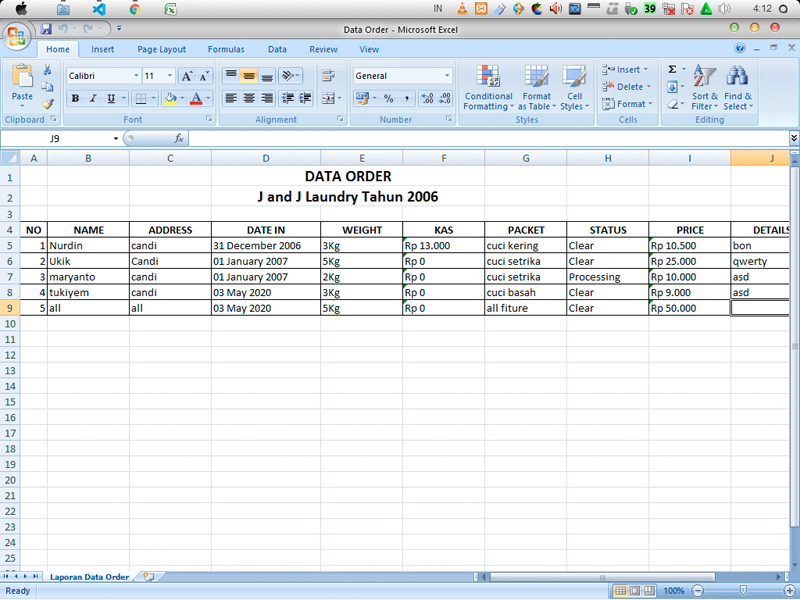 IN 39 4:12
Data Order - Microsoft Excel
Home Insert Page Layout Formulas Data Review View
Calibri 11 General Insert Σ
Paste B I U % , Conditional Formatting Format as Table Cell Styles Delete Sort & Filter Find & Select
Format
Clipboard Font Alignment Number Styles Cells Editing
J9 fx
A B C D E F G H I J
1 DATA ORDER
2 J and J Laundry Tahun 2006
3
4 NO NAME ADDRESS DATE IN WEIGHT KAS PACKET STATUS PRICE DETAILS
5 1 Nurdin candi 31 December 2006 3Kg Rp 13.000 cuci kering Clear Rp 10.500 bon
6 2 Ukik Candi 01 January 2007 5Kg Rp 0 cuci setrika Clear Rp 25.000 qwerty
7 3 maryanto candi 01 January 2007 2Kg Rp 0 cuci setrika Processing Rp 10.000 asd
8 4 tukiyem candi 03 May 2020 3Kg Rp 0 cuci basah Clear Rp 9.000 asd
9 5 all all 03 May 2020 5Kg Rp 0 all fiture Clear Rp 50.000
10
11
12
13
14
15
16
17
18
19
20
21
22
23
24
25
Laporan Data Order
Ready 100%